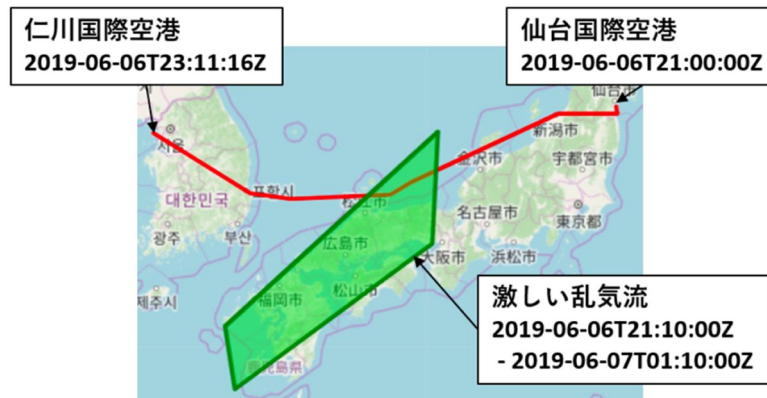 仁川国際空港
2019-06-06T23:11:16Z
仙台国際空港
2019-06-06T21:00:00Z
仙台市
서울
新潟市
金沢市
宇都宮市
포항시
松江市
대한민국
名古屋市
東京都
광주
부산
広島市
大阪市
浜松市
제주시
福岡市
松山市
鹿児島県
激しい乱気流
2019-06-06T21:10:00Z
- 2019-06-07T01:10:00Z